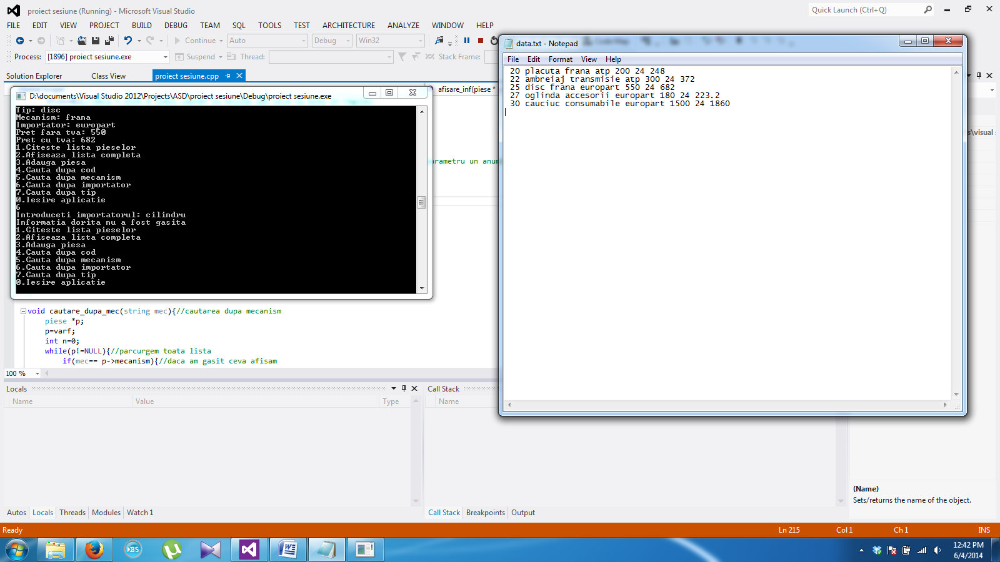 proiect sesiune (Running) - Microsoft Visual Studio
Quick Launch (Ctrl+Q)
FILE EDIT VIEW PROJECT BUILD DEBUG TEAM SQL TOOLS TEST ARCHITECTURE ANALYZE WINDOW HELP
Continue Auto Debug Win32
Process: [1896] proiect sesiune.exe Suspend Thread: Stack Frame:
Solution Explorer Class View proiect sesiune.cpp
afisare_inf(piese *
D:\documents\Visual Studio 2012\Projects\ASD\proiect sesiune\Debug\proiect sesiune.exe
Tip: disc
Mecanism: frana
Importator: europart
Pret fara tva: 550
Pret cu tva: 682
1.Citeste lista pieselor
2.Afiseaza lista completa
3.Adauga piesa
4.Cauta dupa cod
5.Cauta dupa mecanism
6.Cauta dupa importator
7.Cauta dupa tip
0.Iesire aplicatie
6
Introduceti importatorul: cilindru
Informatia dorita nu a fost gasita
1.Citeste lista pieselor
2.Afiseaza lista completa
3.Adauga piesa
4.Cauta dupa cod
5.Cauta dupa mecanism
6.Cauta dupa importator
7.Cauta dupa tip
0.Iesire aplicatie
arametru un anum
void cautare_dupa_mec(string mec){//cautarea dupa mecanism
piese *p;
p=varf;
int n=0;
while(p!=NULL){//parcurgem toata lista
if(mec== p->mecanism){//daca am gasit ceva afisam
100 %
data.txt - Notepad
File Edit Format View Help
20 placuta frana atp 200 24 248
22 ambreiaj transmisie atp 300 24 372
25 disc frana europart 550 24 682
27 oglinda accesorii europart 180 24 223.2
30 cauciuc consumabile europart 1500 24 1860
s\visual s
Locals
Name Value Type
Call Stack
Name
Autos Locals Threads Modules Watch 1
Call Stack Breakpoints Output
(Name)
Sets/returns the name of the object.
Ready Ln 215 Col 1 Ch 1 INS
12:42 PM
6/4/2014